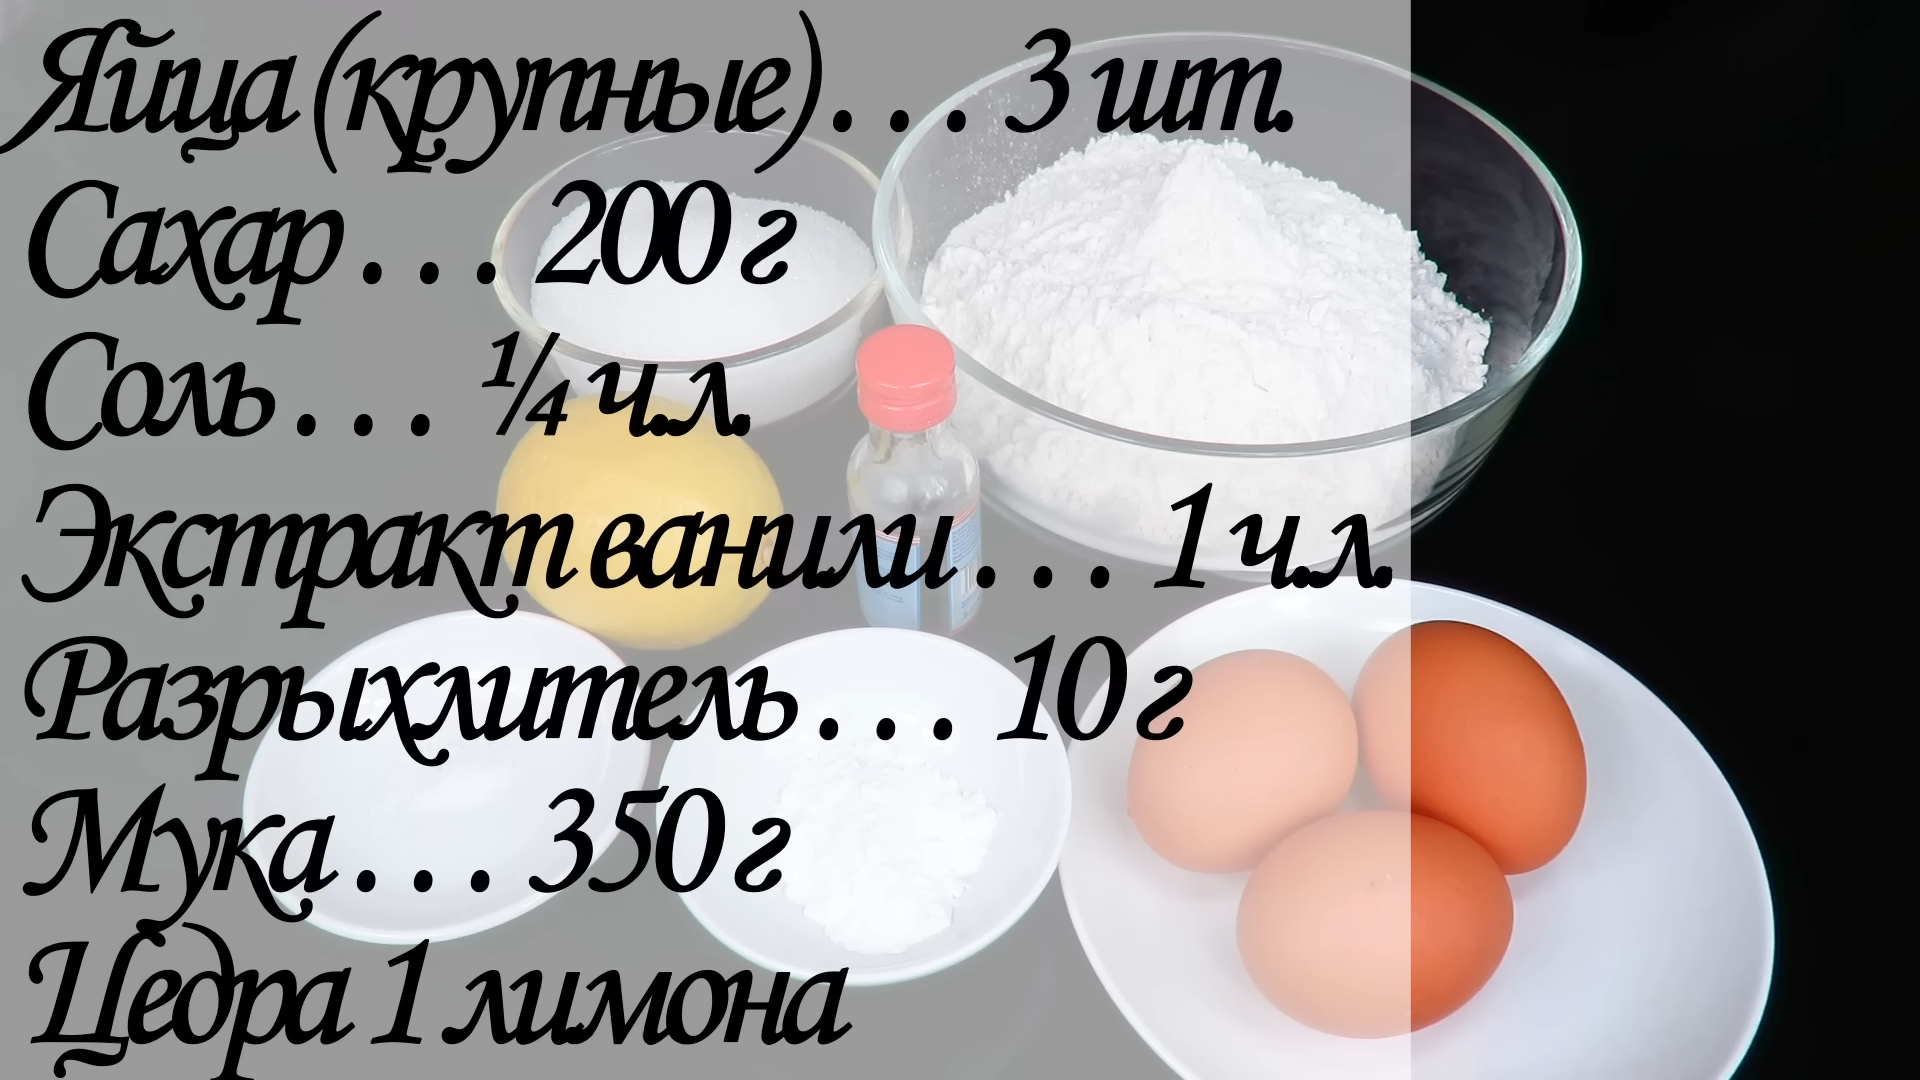 Яйца (крупные) . . . 3 шт.
Сахар . . . 200 г
Соль . . . ¼ ч.л.
Экстракт ванили . . . 1 ч.л.
Разрыхлитель . . . 10 г
Мука . . . 350 г
Цедра 1 лимона